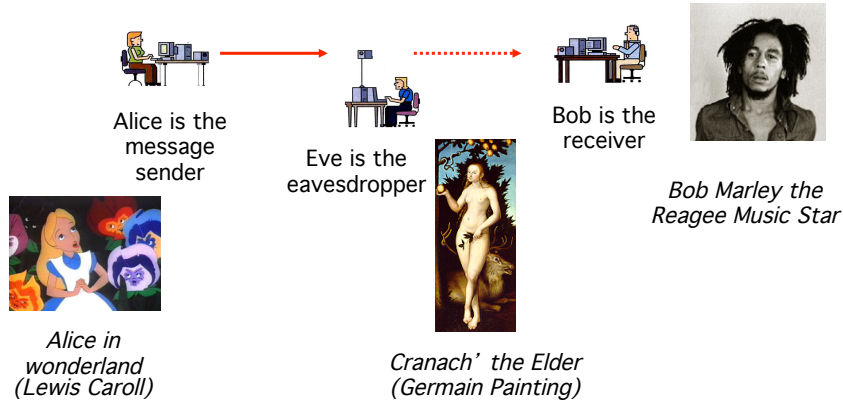 Alice is the
message
sender
Eve is the
eavesdropper
Bob is the
receiver
Bob Marley the
Reagee Music Star
Alice in
wonderland
(Lewis Caroll)
Cranach’ the Elder
(Germain Painting)